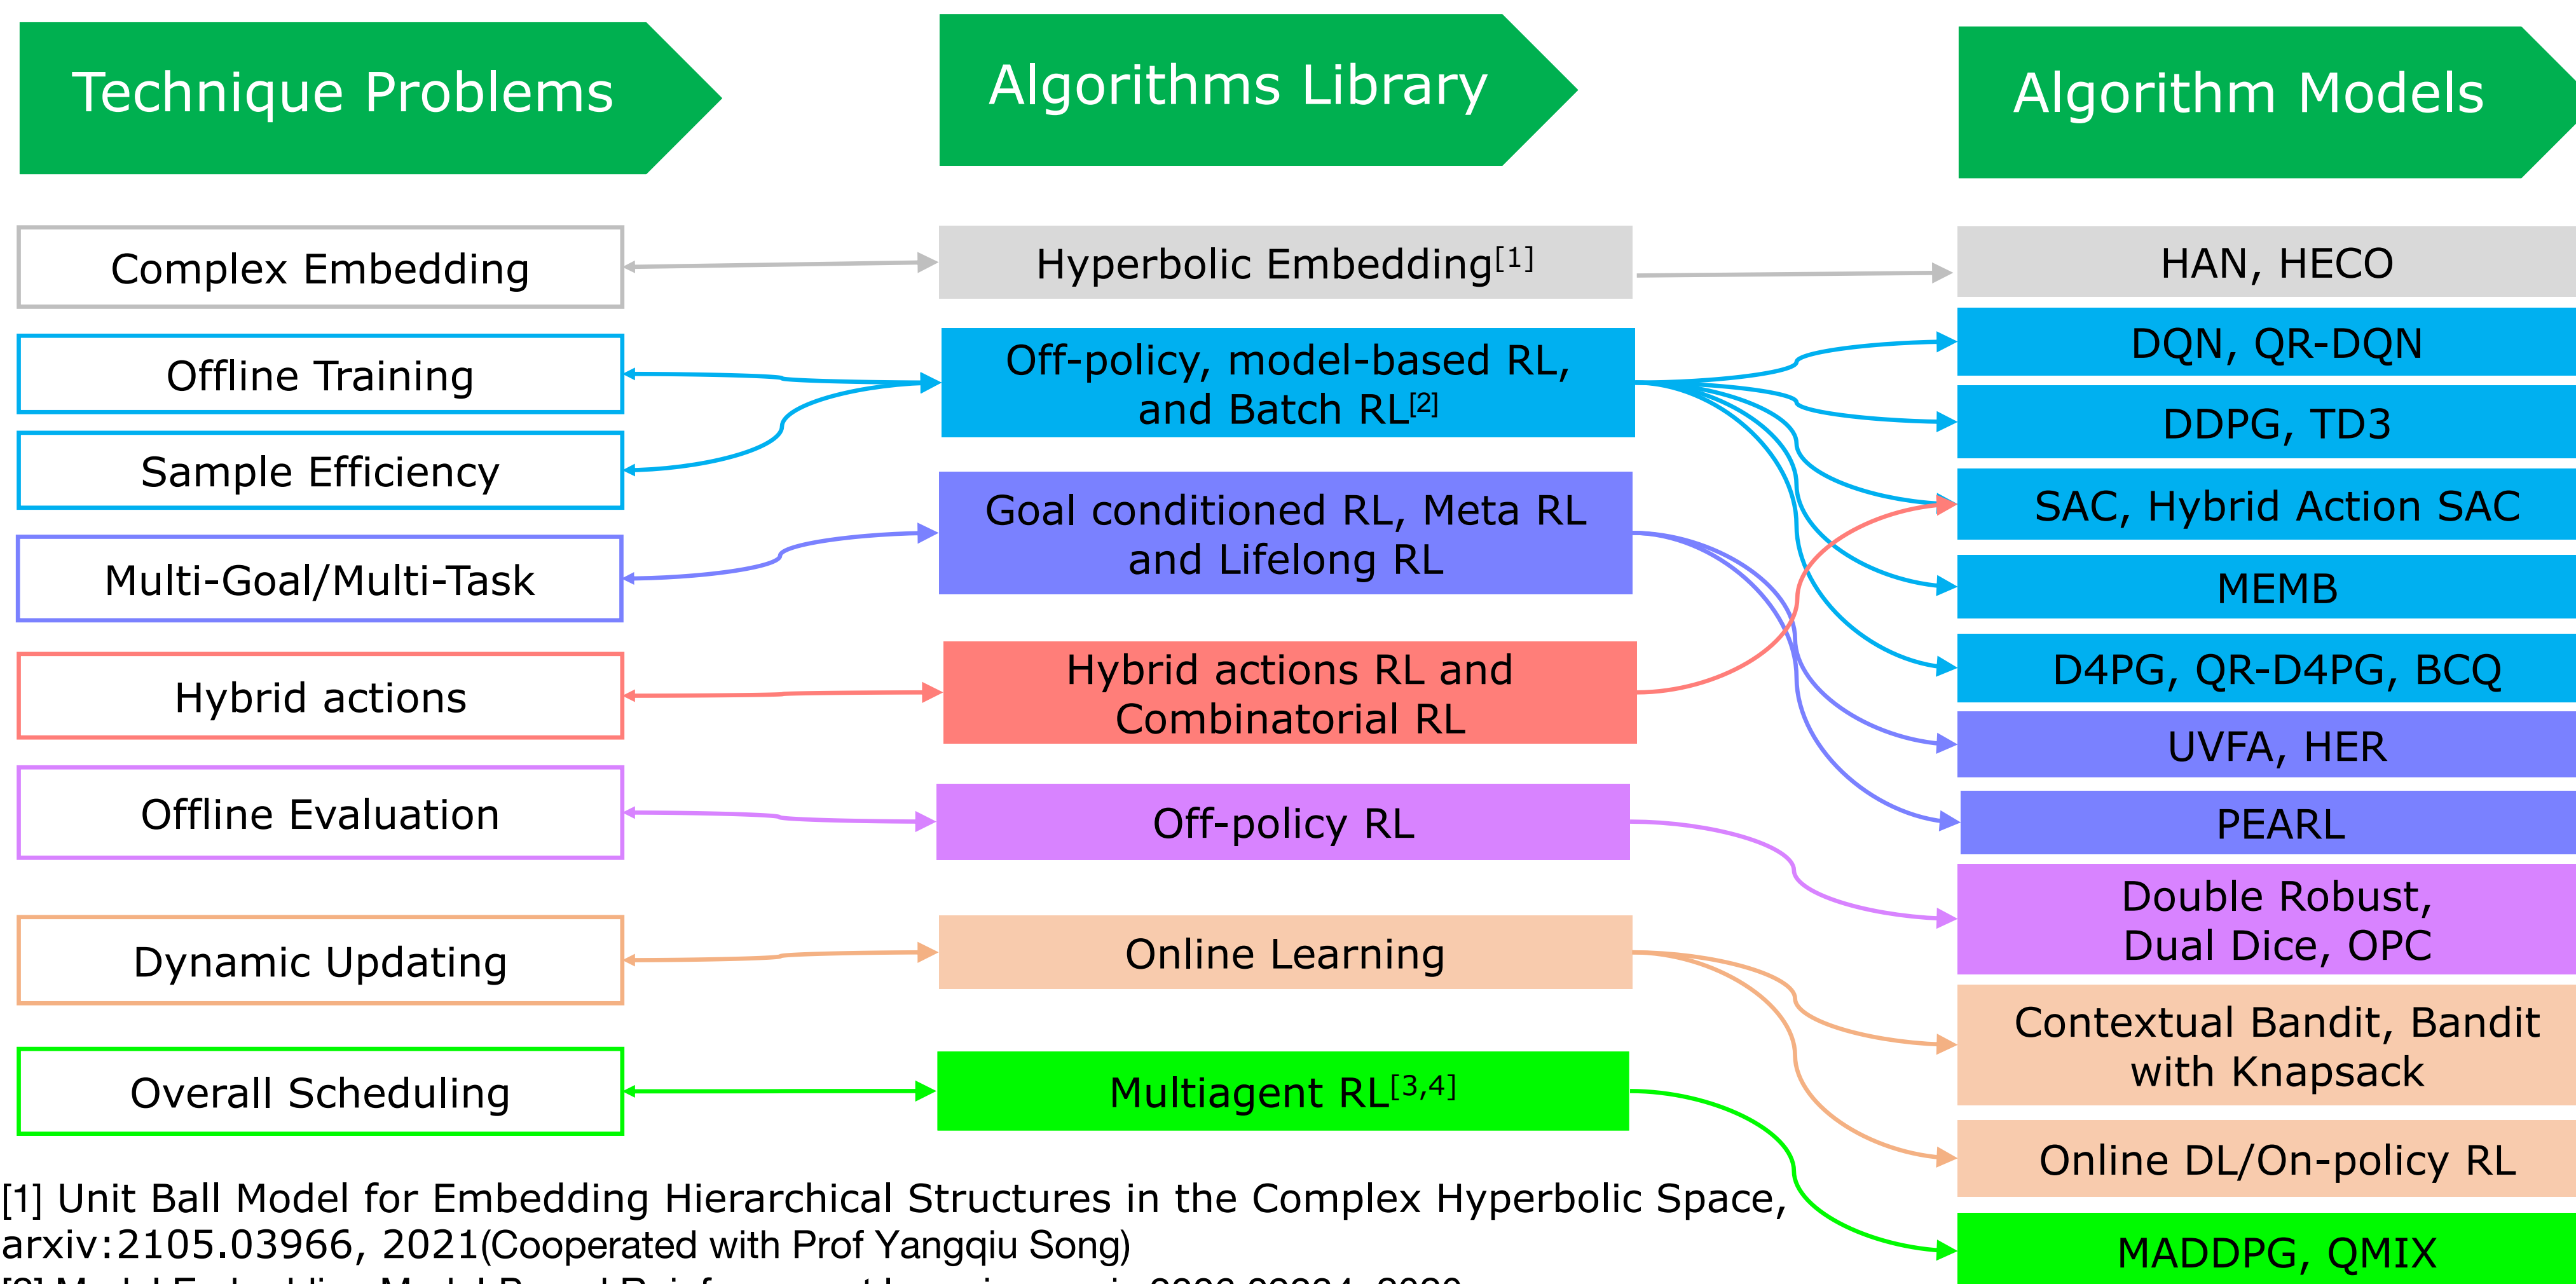 Technique Problems
Algorithms Library
Algorithm Models
Complex Embedding
Offline Training
Sample Efficiency
Multi-Goal/Multi-Task
Hybrid actions
Offline Evaluation
Dynamic Updating
Overall Scheduling
Hyperbolic Embedding[1]
Off-policy, model-based RL,
and Batch RL[2]
Goal conditioned RL, Meta RL
and Lifelong RL
Hybrid actions RL and
Combinatorial RL
Off-policy RL
Online Learning
Multiagent RL[3,4]
HAN, HECO
DQN, QR-DQN
DDPG, TD3
SAC, Hybrid Action SAC
MEMB
D4PG, QR-D4PG, BCQ
UVFA, HER
PEARL
Double Robust,
Dual Dice, OPC
Contextual Bandit, Bandit
with Knapsack
Online DL/On-policy RL
MADDPG, QMIX
[1] Unit Ball Model for Embedding Hierarchical Structures in the Complex Hyperbolic Space,
arxiv:2105.03966, 2021(Cooperated with Prof Yangqiu Song)